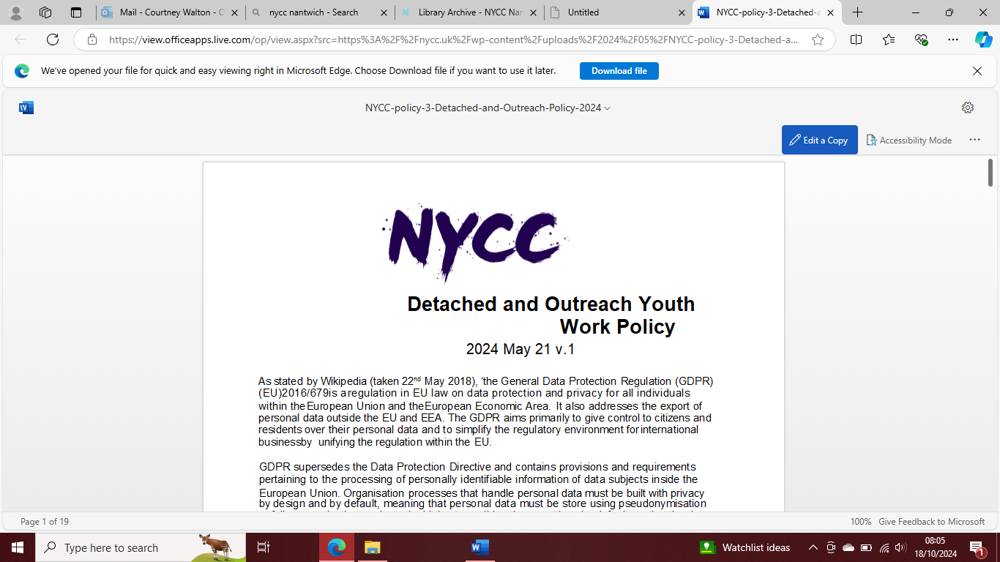 Mail - Courtney Walton - O
nycc nantwich - Search
Library Archive - NYCC Nan
Untitled
NYCC-policy-3-Detached-a
https://view.officeapps.live.com/op/view.aspx?src=https%3A%2F%2Fnycc.uk%2Fwp-content%2Fuploads%2F2024%2F05%2FNYCC-policy-3-Detached-a...
We've opened your file for quick and easy viewing right in Microsoft Edge. Choose Download file if you want to use it later.
Download file
NYCC-policy-3-Detached-and-Outreach-Policy-2024
Edit a Copy
Accessibility Mode
NYCC
Detached and Outreach Youth
Work Policy
2024 May 21 v.1
As stated by Wikipedia (taken 22nd May 2018), 'the General Data Protection Regulation (GDPR)
(EU)2016/679is a regulation in EU law on data protection and privacy for all individuals
within the European Union and the European Economic Area. It also addresses the export of
personal data outside the EU and EEA. The GDPR aims primarily to give control to citizens and
residents over their personal data and to simplify the regulatory environment for international
businessby unifying the regulation within the EU.
GDPR supersedes the Data Protection Directive and contains provisions and requirements
pertaining to the processing of personally identifiable information of data subjects inside the
European Union. Organisation processes that handle personal data must be built with privacy
by design and by default, meaning that personal data must be store using pseudonymisation
Page 1 of 19
100%
Give Feedback to Microsoft
Type here to search
Watchlist ideas
08:05
18/10/2024
1